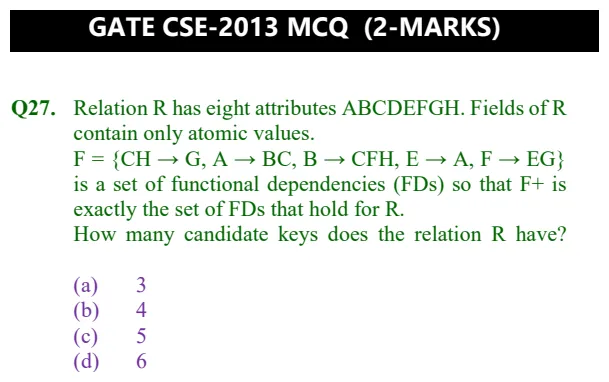 GATE CSE-2013 MCQ (2-MARKS)
Q27. Relation R has eight attributes ABCDEFGH. Fields of R
contain only atomic values.
F = {CH → G, A → BC, B → CFH, E → A, F → EG}
is a set of functional dependencies (FDs) so that F+ is
exactly the set of FDs that hold for R.
How many candidate keys does the relation R have?
(a) 3
(b) 4
(c) 5
(d) 6